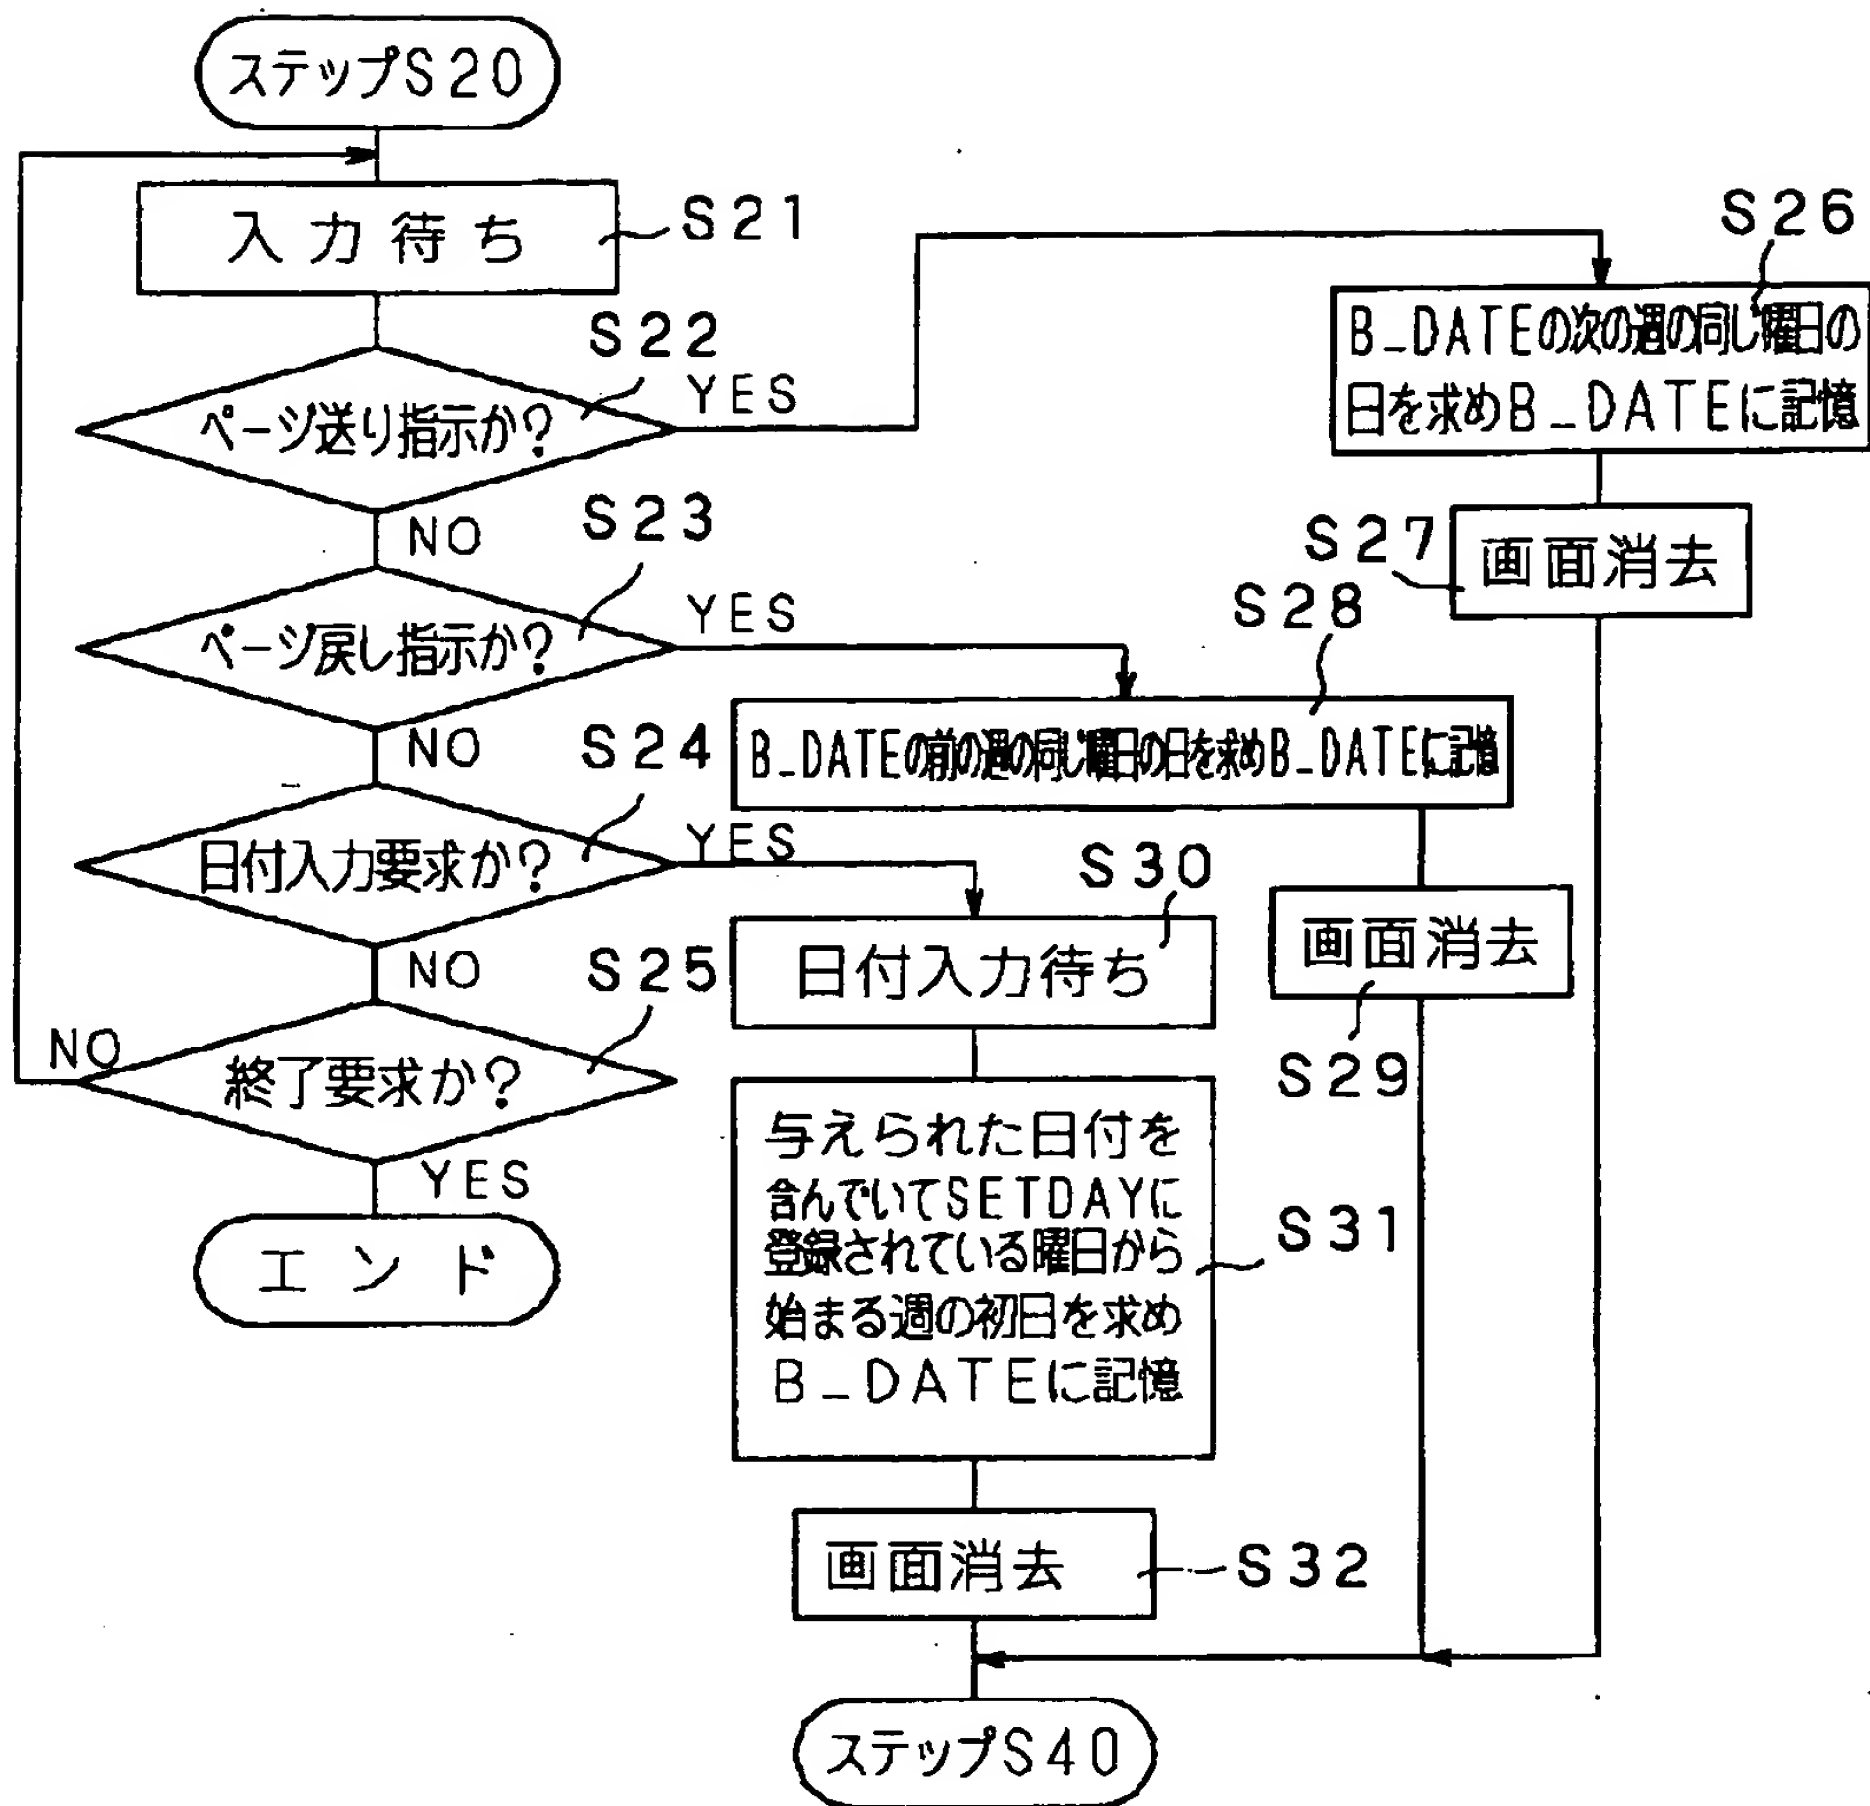 ステップS20
入力待ち
S21
S22
ページ送り指示か?
YES
NO
S23
ページ戻し指示か?
YES
NO
S24
日付入力要求か?
YES
NO
S25
終了要求か?
NO
YES
エンド
S26
B_DATEの次の週の同じ曜日の
日を求めB_DATEに記憶
S27
画面消去
S28
B_DATEの前の週の同じ曜日の日を求めB_DATEに記憶
画面消去
S29
S30
日付入力待ち
与えられた日付を
含んでいてSETDAYに
登録されている曜日から
始まる週の初日を求め
B_DATEに記憶
S31
画面消去
S32
ステップS40